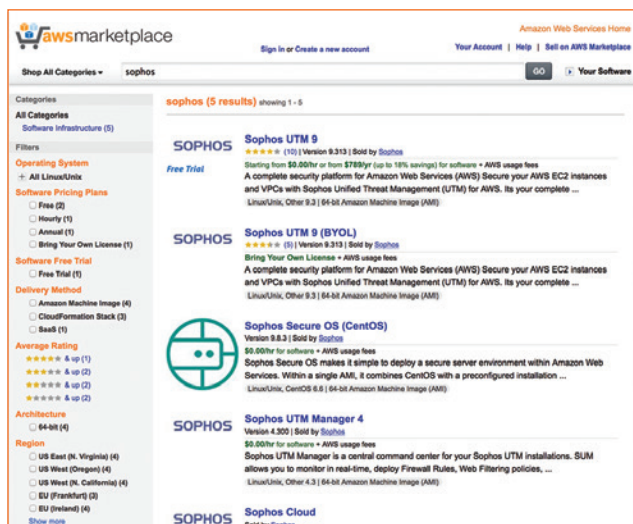 awsmarketplace
Amazon Web Services Home
Sign in or Create a new account
Your Account | Help | Sell on AWS Marketplace
Shop All Categories
sophos
GO
Your Software
Categories
All Categories
Software Infrastructure (5)
Filters
Operating System
+ All Linux/Unix
Software Pricing Plans
Free (2)
Hourly (1)
Annual (1)
Bring Your Own License (1)
Software Free Trial
Free Trial (1)
Delivery Method
Amazon Machine Image (4)
CloudFormation Stack (3)
SaaS (1)
Average Rating
& up (1)
& up (2)
& up (2)
& up (2)
Architecture
64-bit (4)
Region
US East (N. Virginia) (4)
US West (Oregon) (4)
US West (N. California) (4)
EU (Frankfurt) (3)
EU (Ireland) (4)
Show more
sophos (5 results) showing 1 - 5
SOPHOS
Free Trial
Sophos UTM 9
(10) | Version 9.313 | Sold by Sophos
Starting from $0.00/hr or from $789/yr (up to 18% savings) for software + AWS usage fees
A complete security platform for Amazon Web Services (AWS) Secure your AWS EC2 instances
and VPCs with Sophos Unified Threat Management (UTM) for AWS. Its your complete ...
Linux/Unix, Other 9.3 | 64-bit Amazon Machine Image (AMI)
SOPHOS
Sophos UTM 9 (BYOL)
(5) | Version 9.313 | Sold by Sophos
Bring Your Own License + AWS usage fees
A complete security platform for Amazon Web Services (AWS) Secure your AWS EC2 instances
and VPCs with Sophos Unified Threat Management (UTM) for AWS. Its your complete ...
Linux/Unix, Other 9.3 | 64-bit Amazon Machine Image (AMI)
Sophos Secure OS (CentOS)
Version 9.8.3 | Sold by Sophos
$0.00/hr for software + AWS usage fees
Sophos Secure OS makes it simple to deploy a secure server environment within Amazon Web
Services. Within a single AMI, it combines CentOS with a preconfigured installation ...
Linux/Unix, CentOS 6.6 | 64-bit Amazon Machine Image (AMI)
SOPHOS
Sophos UTM Manager 4
Version 4.300 | Sold by Sophos
$0.00/hr for software + AWS usage fees
Sophos UTM Manager is a central command center for your Sophos UTM installations. SUM
allows you to monitor in real-time, deploy Firewall Rules, Web Filtering policies, ...
Linux/Unix, Other 4.3 | 64-bit Amazon Machine Image (AMI)
SOPHOS
Sophos Cloud